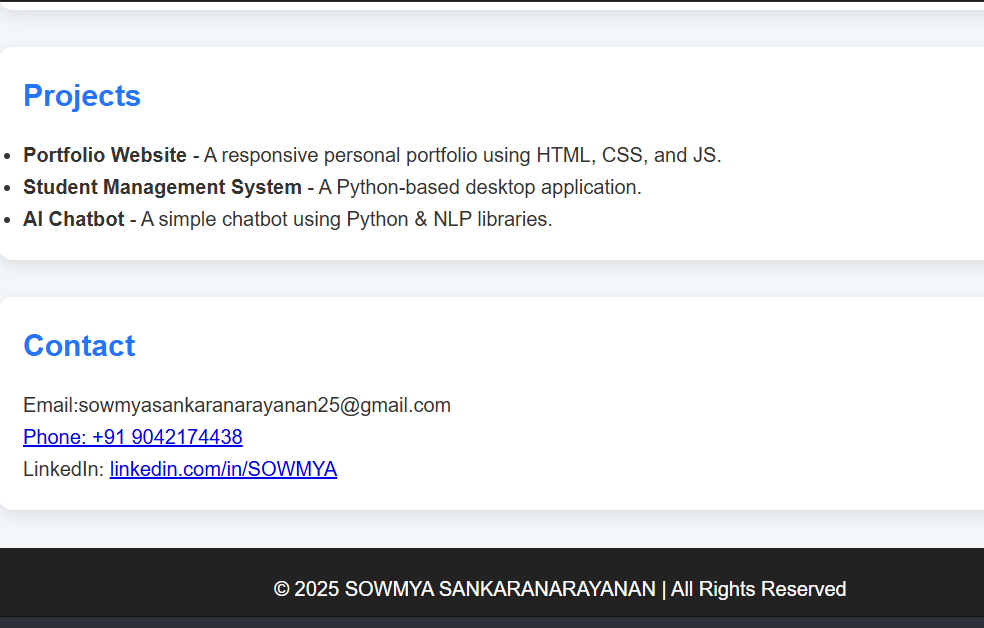 Projects
• Portfolio Website - A responsive personal portfolio using HTML, CSS, and JS.
• Student Management System - A Python-based desktop application.
• AI Chatbot - A simple chatbot using Python & NLP libraries.
Contact
Email:sowmyasankaranarayanan25@gmail.com
Phone: +91 9042174438
LinkedIn: linkedin.com/in/SOWMYA
© 2025 SOWMYA SANKARANARAYANAN | All Rights Reserved